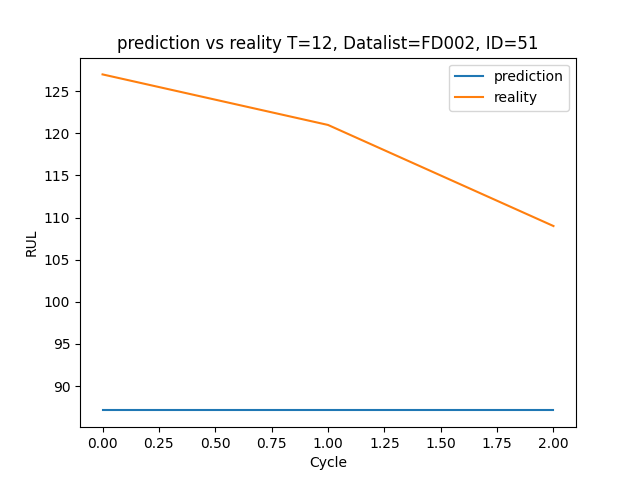 prediction vs reality T=12, Datalist=FD002, ID=51
prediction
reality
125
120
115
110
105
100
95
90
RUL
0.00 0.25 0.50 0.75 1.00 1.25 1.50 1.75 2.00
Cycle